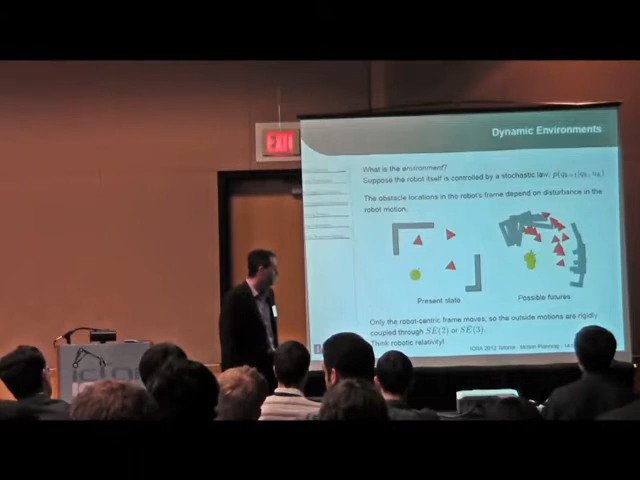 EXIT
Dynamic Environments
What is the environment?
Suppose the robot itself is controlled by a stochastic law:
The obstacle locations in the robot's frame depend on disturbance in the
robot motion.
Present state
Possible futures
Only the robot-centric frame moves, so the outside motions are rigidly
coupled through SE(2) or SE(3).
Think robotic relativity!
ICRA 2012 Tutorial - Motion Planning - 14